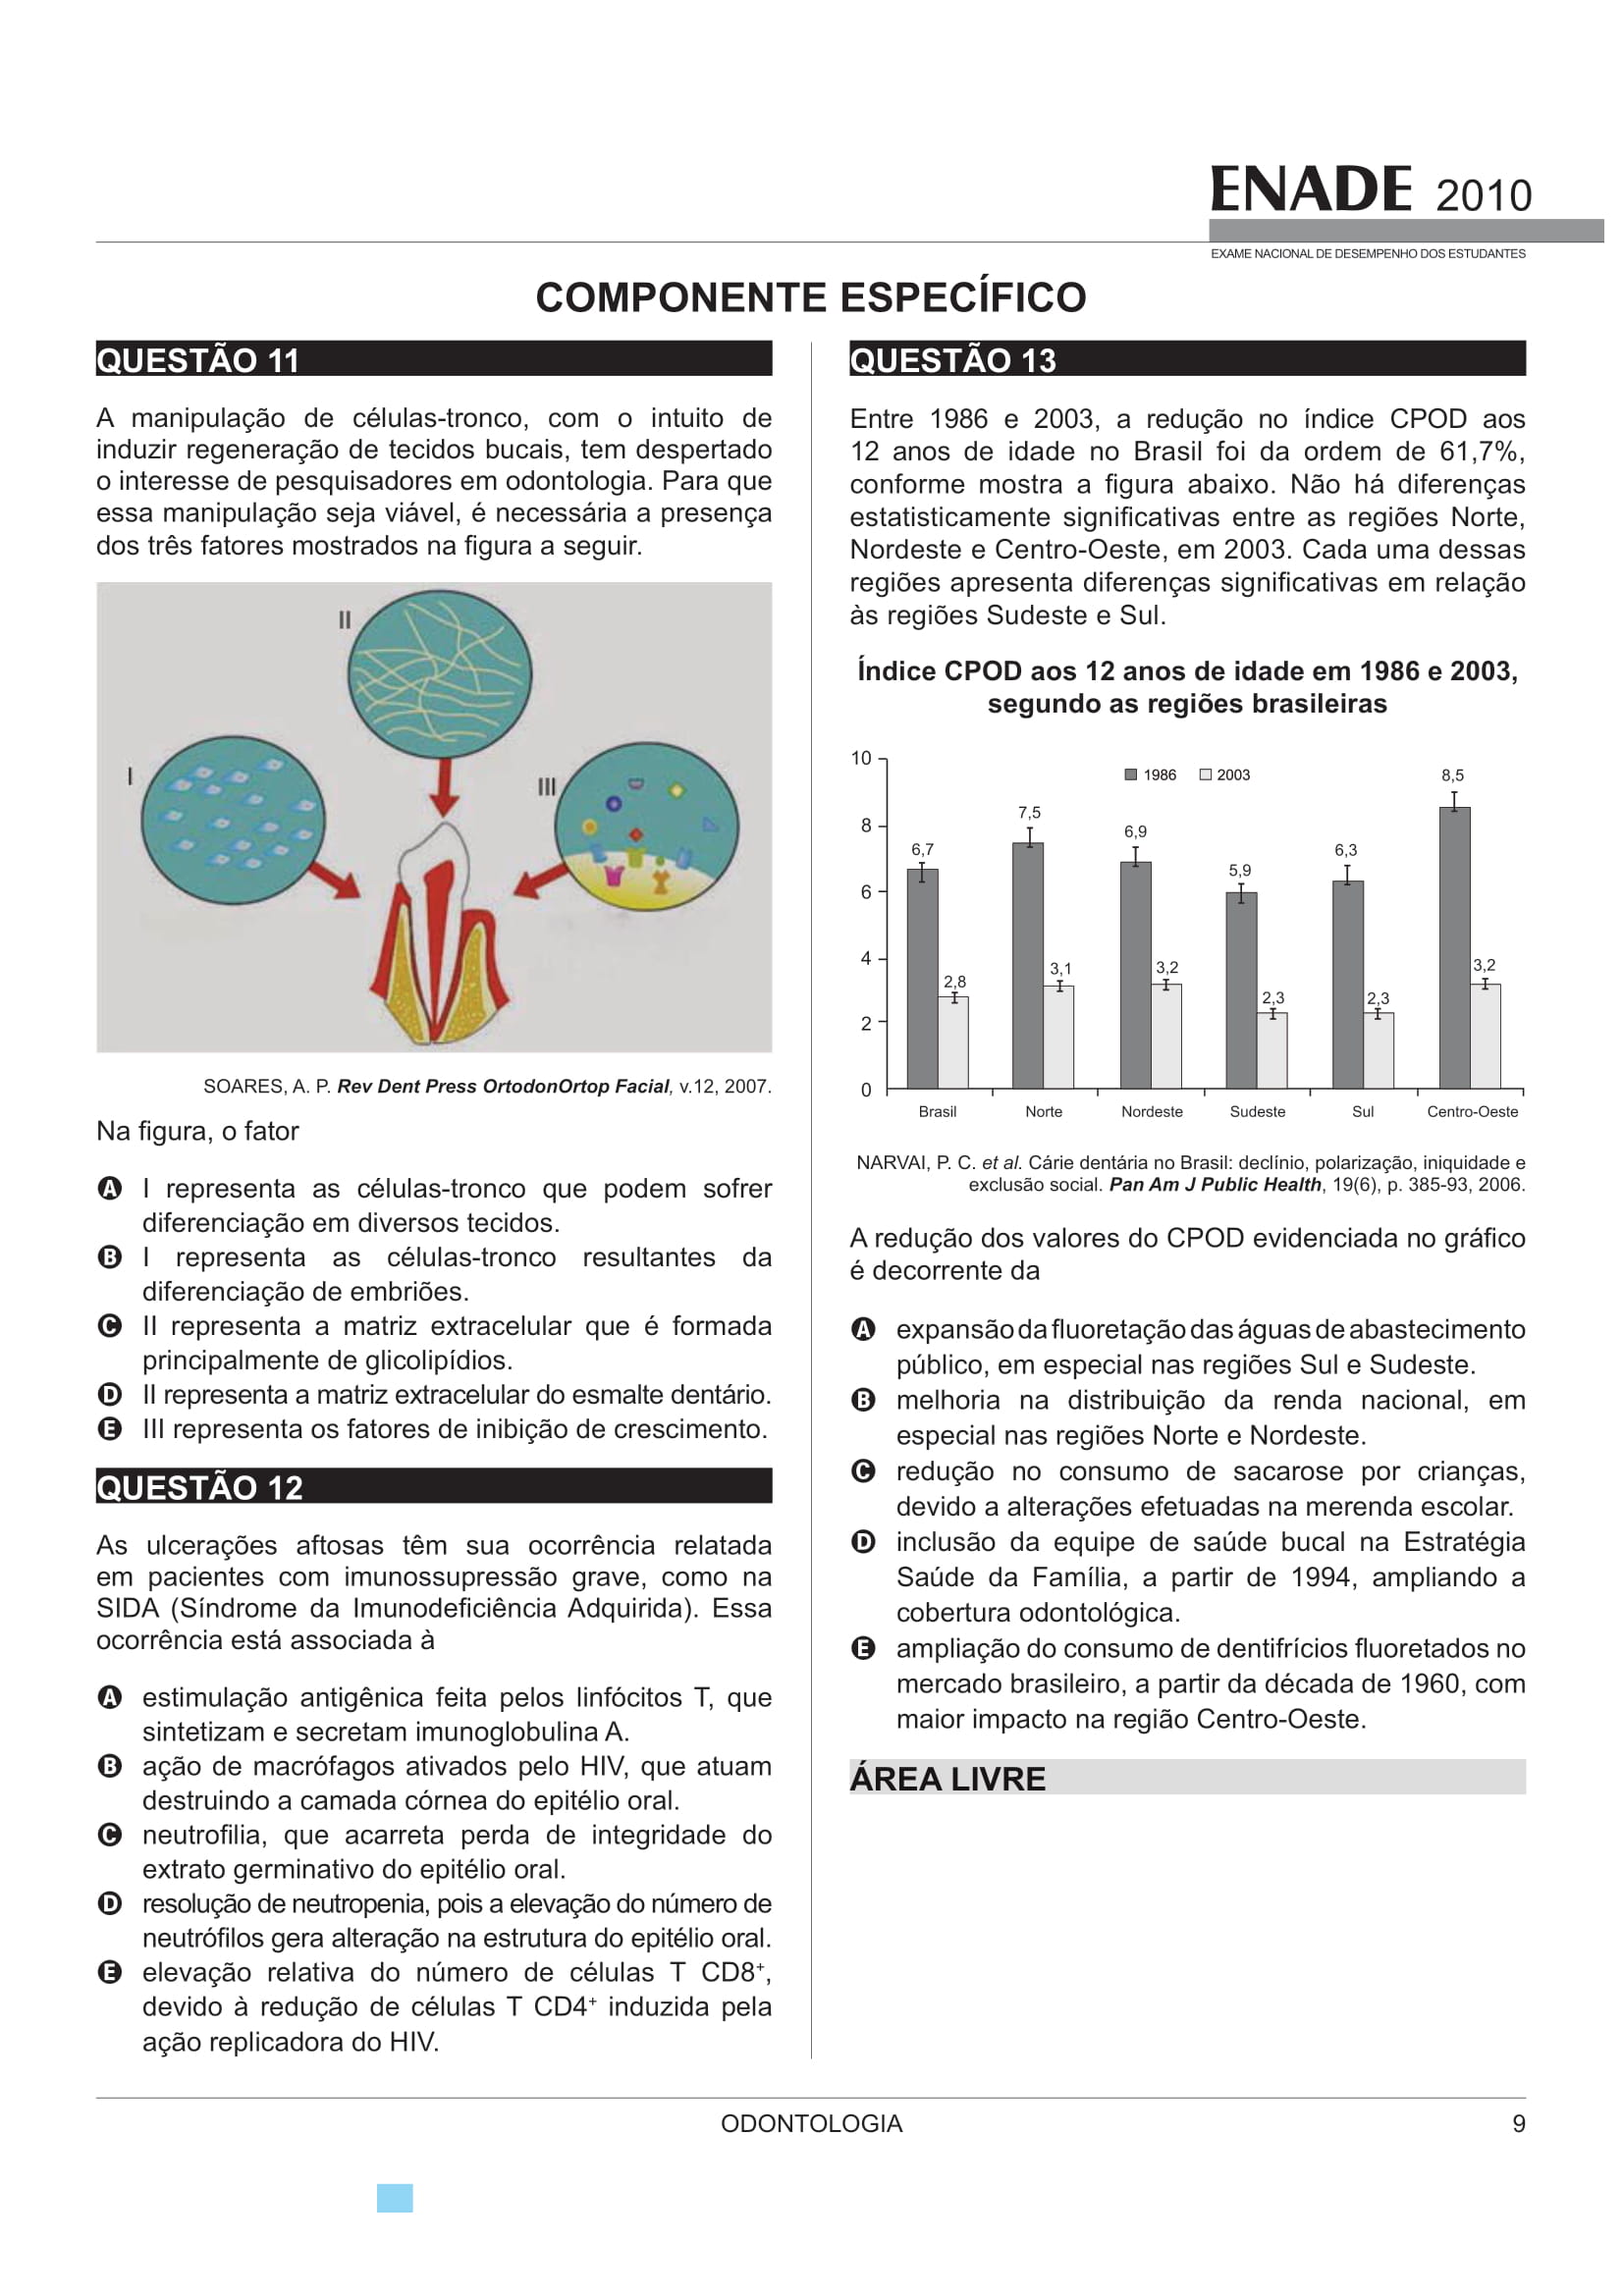 ENADE 2010
EXAME NACIONAL DE DESEMPENHO DOS ESTUDANTES
COMPONENTE ESPECÍFICO
QUESTÃO 11
A manipulação de células-tronco, com o intuito de
induzir regeneração de tecidos bucais, tem despertado
o interesse de pesquisadores em odontologia. Para que
essa manipulação seja viável, é necessária a presença
dos três fatores mostrados na figura a seguir.
I
II
III
SOARES, A. P. Rev Dent Press OrtodonOrtop Facial, v.12, 2007.
Na figura, o fator
A I representa as células-tronco que podem sofrer
diferenciação em diversos tecidos.
B I representa as células-tronco resultantes da
diferenciação de embriões.
C II representa a matriz extracelular que é formada
principalmente de glicolipídios.
D II representa a matriz extracelular do esmalte dentário.
E III representa os fatores de inibição de crescimento.
QUESTÃO 12
As ulcerações aftosas têm sua ocorrência relatada
em pacientes com imunossupressão grave, como na
SIDA (Síndrome da Imunodeficiência Adquirida). Essa
ocorrência está associada à
A estimulação antigênica feita pelos linfócitos T, que
sintetizam e secretam imunoglobulina A.
B ação de macrófagos ativados pelo HIV, que atuam
destruindo a camada córnea do epitélio oral.
C neutrofilia, que acarreta perda de integridade do
extrato germinativo do epitélio oral.
D resolução de neutropenia, pois a elevação do número de
neutrófilos gera alteração na estrutura do epitélio oral.
E elevação relativa do número de células T CD8+,
devido à redução de células T CD4+ induzida pela
ação replicadora do HIV.
QUESTÃO 13
Entre 1986 e 2003, a redução no índice CPOD aos
12 anos de idade no Brasil foi da ordem de 61,7%,
conforme mostra a figura abaixo. Não há diferenças
estatisticamente significativas entre as regiões Norte,
Nordeste e Centro-Oeste, em 2003. Cada uma dessas
regiões apresenta diferenças significativas em relação
às regiões Sudeste e Sul.
Índice CPOD aos 12 anos de idade em 1986 e 2003,
segundo as regiões brasileiras
10
8
6
4
2
0
1986 2003
6,7
2,8
7,5
3,1
6,9
3,2
5,9
2,3
6,3
2,3
8,5
3,2
Brasil Norte Nordeste Sudeste Sul Centro-Oeste
NARVAI, P. C. et al. Cárie dentária no Brasil: declínio, polarização, iniquidade e
exclusão social. Pan Am J Public Health, 19(6), p. 385-93, 2006.
A redução dos valores do CPOD evidenciada no gráfico
é decorrente da
A expansão da fluoretação das águas de abastecimento
público, em especial nas regiões Sul e Sudeste.
B melhoria na distribuição da renda nacional, em
especial nas regiões Norte e Nordeste.
C redução no consumo de sacarose por crianças,
devido a alterações efetuadas na merenda escolar.
D inclusão da equipe de saúde bucal na Estratégia
Saúde da Família, a partir de 1994, ampliando a
cobertura odontológica.
E ampliação do consumo de dentifrícios fluoretados no
mercado brasileiro, a partir da década de 1960, com
maior impacto na região Centro-Oeste.
ÁREA LIVRE
ODONTOLOGIA
9